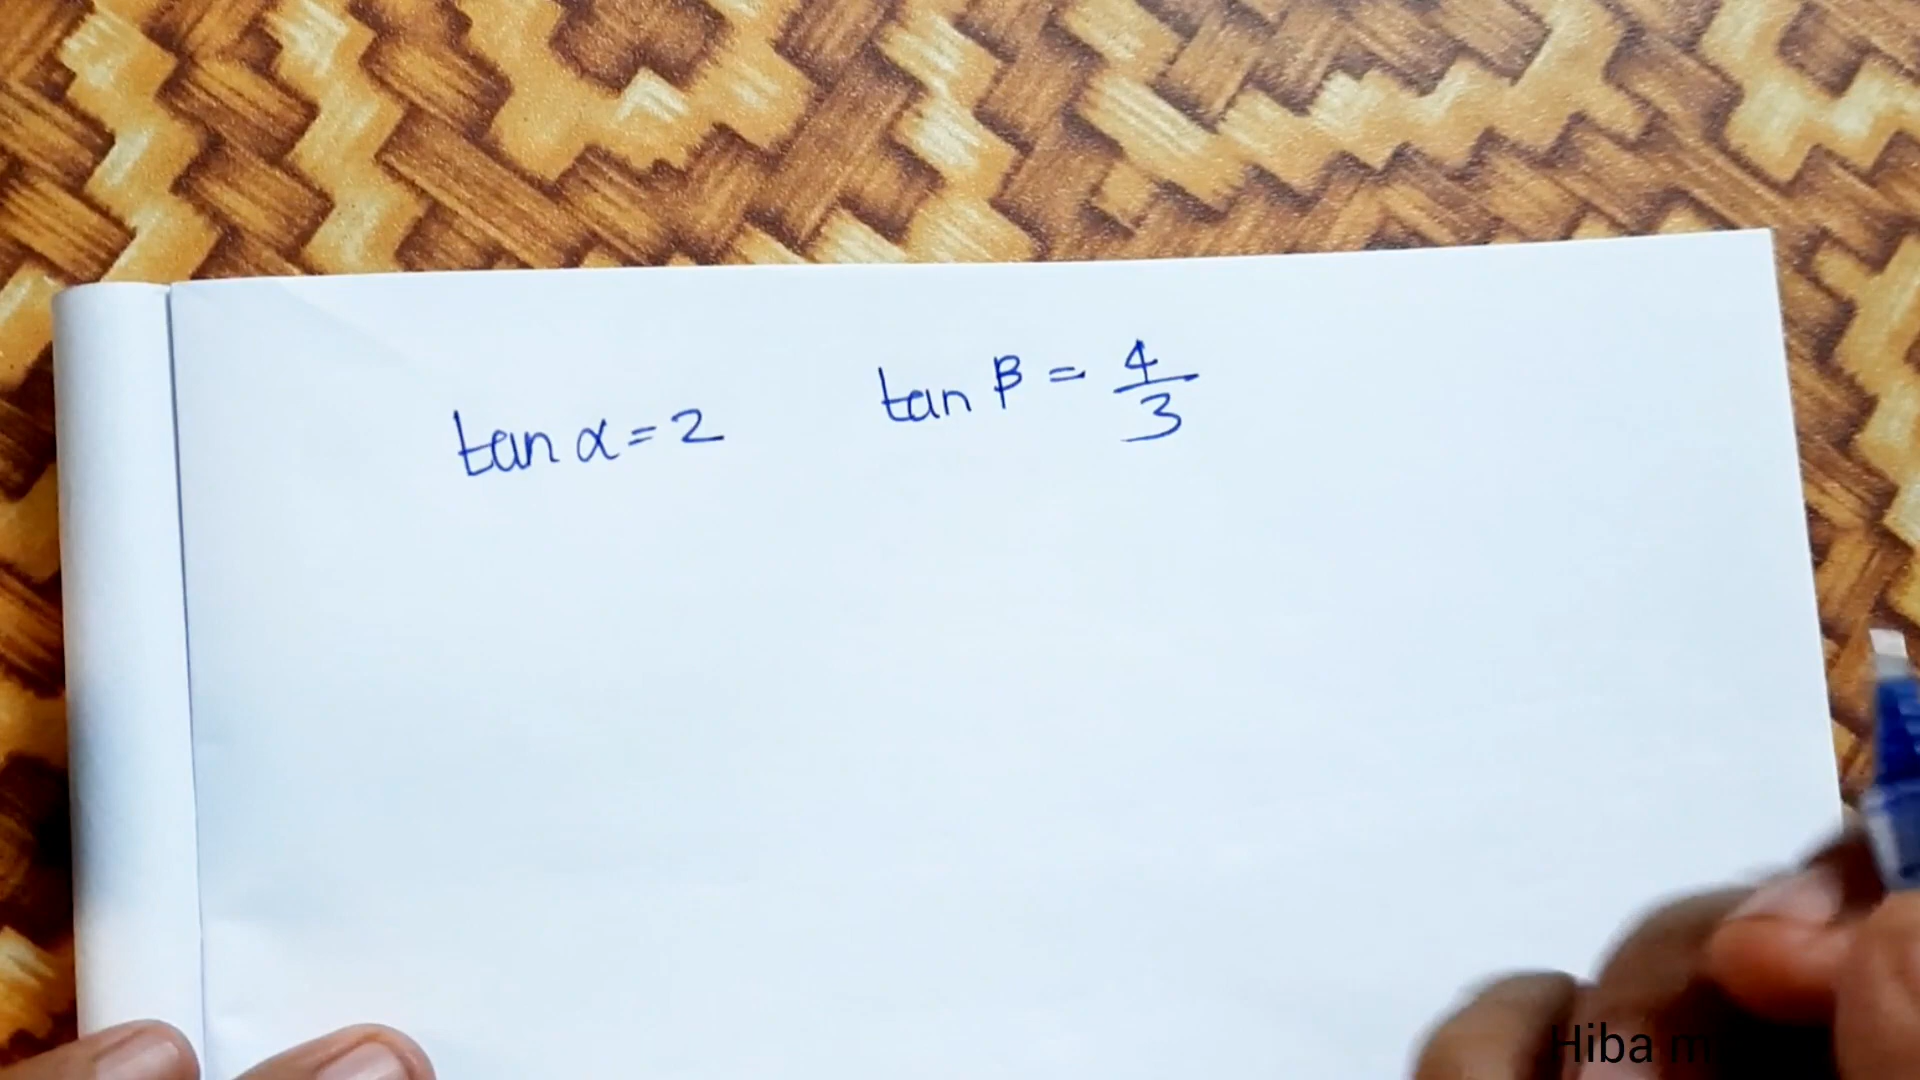 tan α = 2
tan β = 4/3
Hiba m